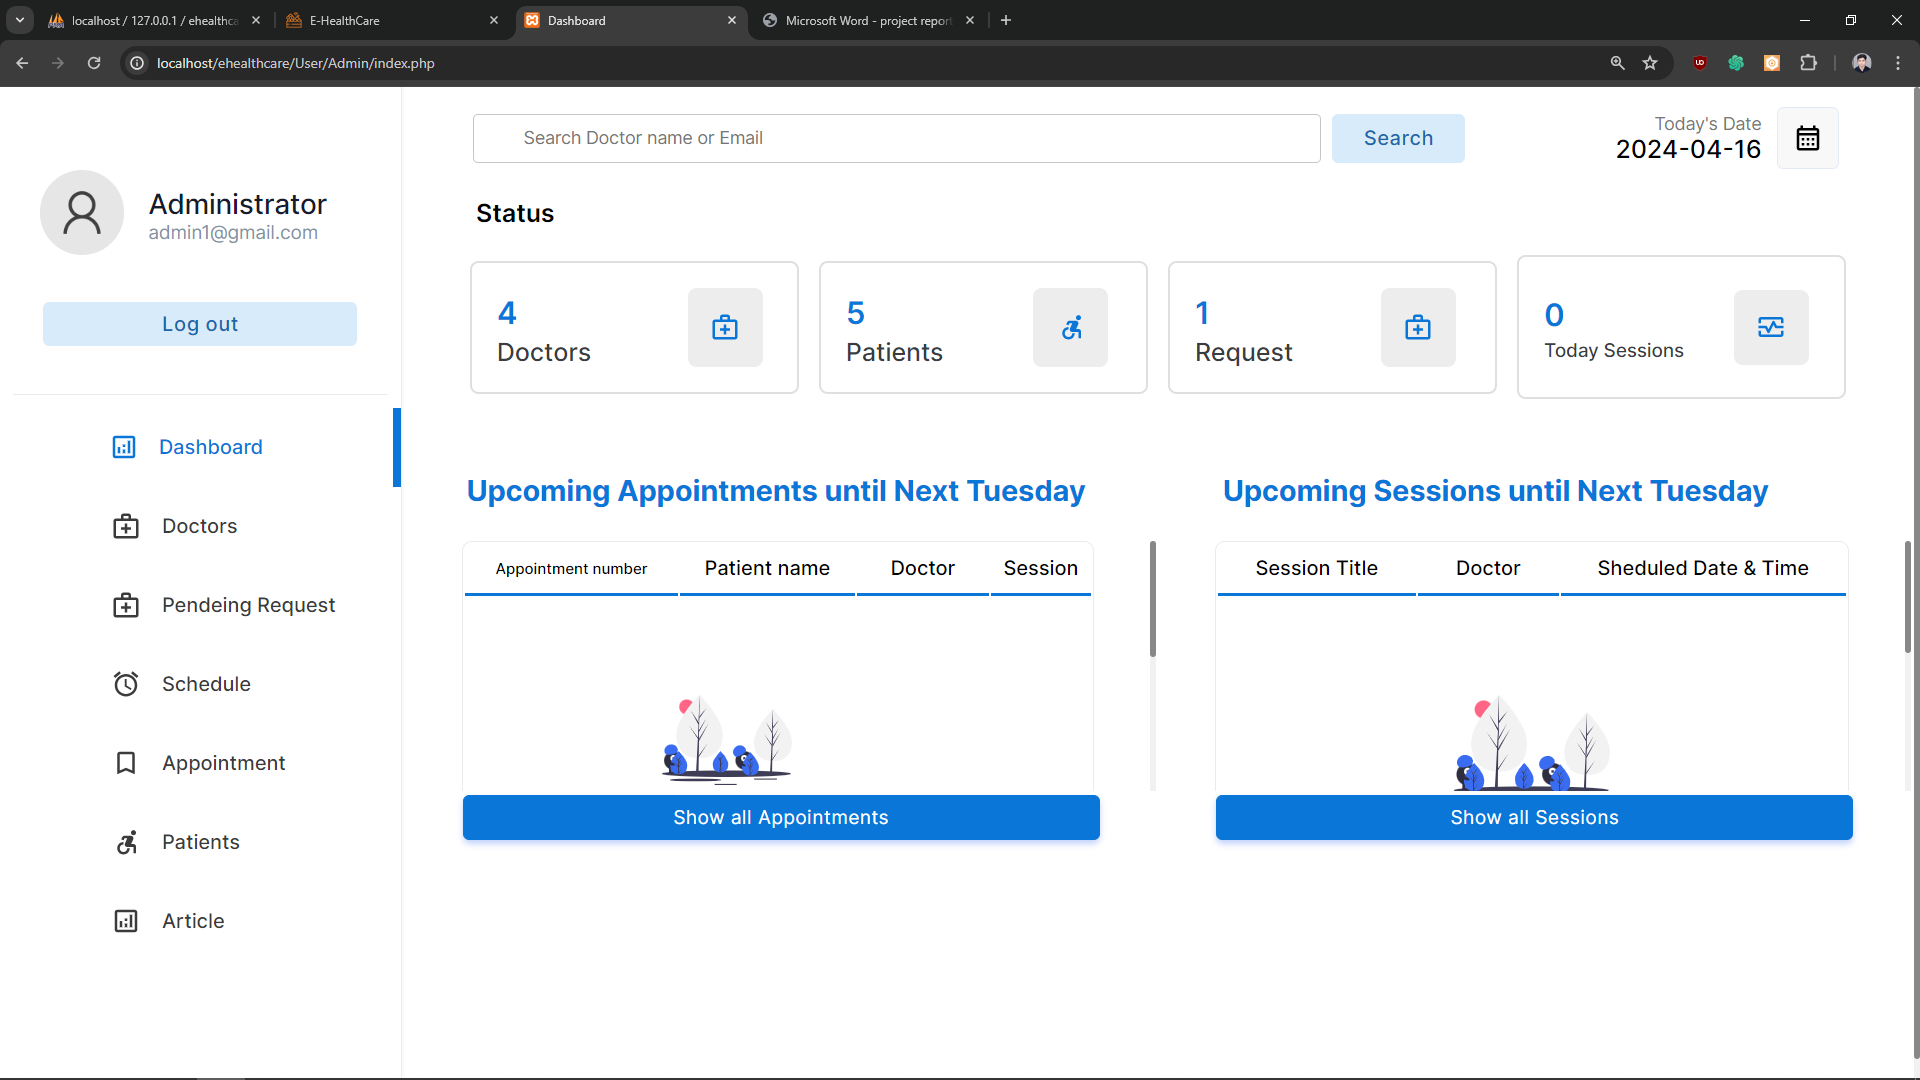 localhost / 127.0.0.1 / ehealthca
E-HealthCare
Dashboard
Microsoft Word - project report
localhost/ehealthcare/User/Admin/index.php
Administrator
admin1@gmail.com
Log out
Dashboard
Doctors
Pendeing Request
Schedule
Appointment
Patients
Article
Search Doctor name or Email
Search
Today's Date
2024-04-16
Status
4
Doctors
5
Patients
1
Request
0
Today Sessions
Upcoming Appointments until Next Tuesday
Appointment number Patient name Doctor Session
Show all Appointments
Upcoming Sessions until Next Tuesday
Session Title Doctor Sheduled Date & Time
Show all Sessions